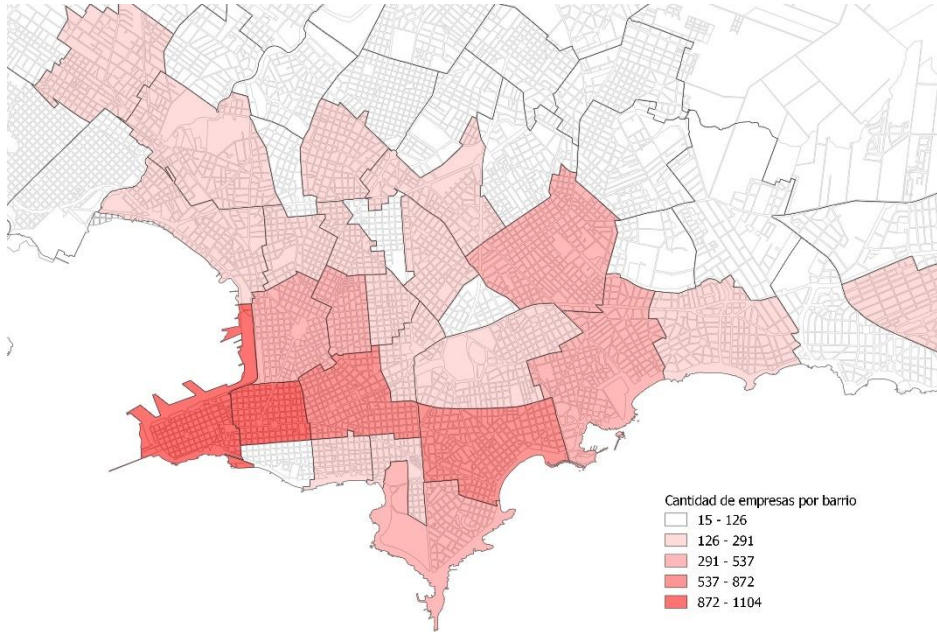 Cantidad de empresas por barrio
15 - 126
126 - 291
291 - 537
537 - 872
872 - 1104